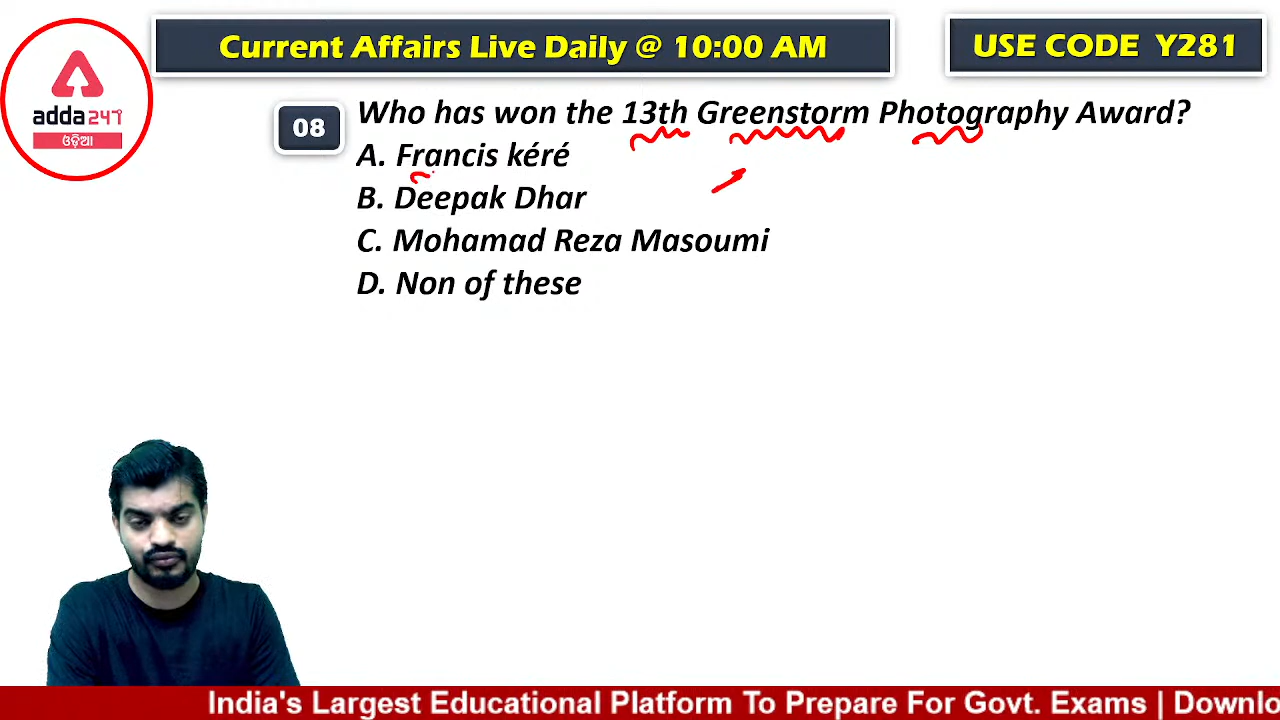 Current Affairs Live Daily @ 10:00 AM
USE CODE Y281
adda247
ଓଡ଼ିଆ
08
Who has won the 13th Greenstorm Photography Award?
A. Francis kéré
B. Deepak Dhar
C. Mohamad Reza Masoumi
D. Non of these
India's Largest Educational Platform To Prepare For Govt. Exams | Downlo